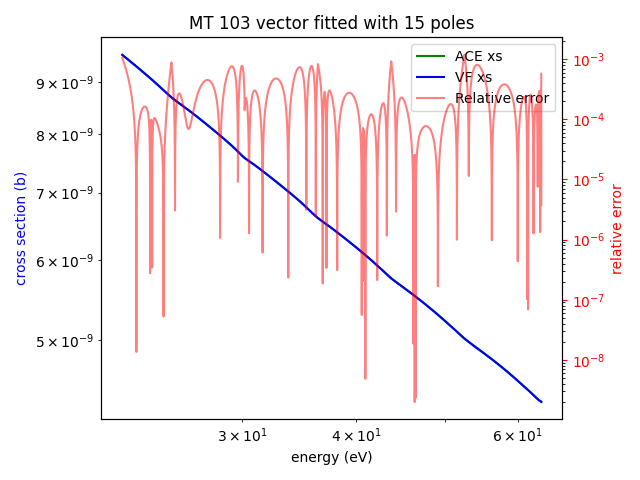 MT 103 vector fitted with 15 poles
ACE xs
VF xs
Relative error
9 × 10⁻⁹
8 × 10⁻⁹
7 × 10⁻⁹
6 × 10⁻⁹
5 × 10⁻⁹
cross section (b)
10⁻³
10⁻⁴
10⁻⁵
10⁻⁶
10⁻⁷
10⁻⁸
relative error
3 × 10¹
4 × 10¹
6 × 10¹
energy (eV)